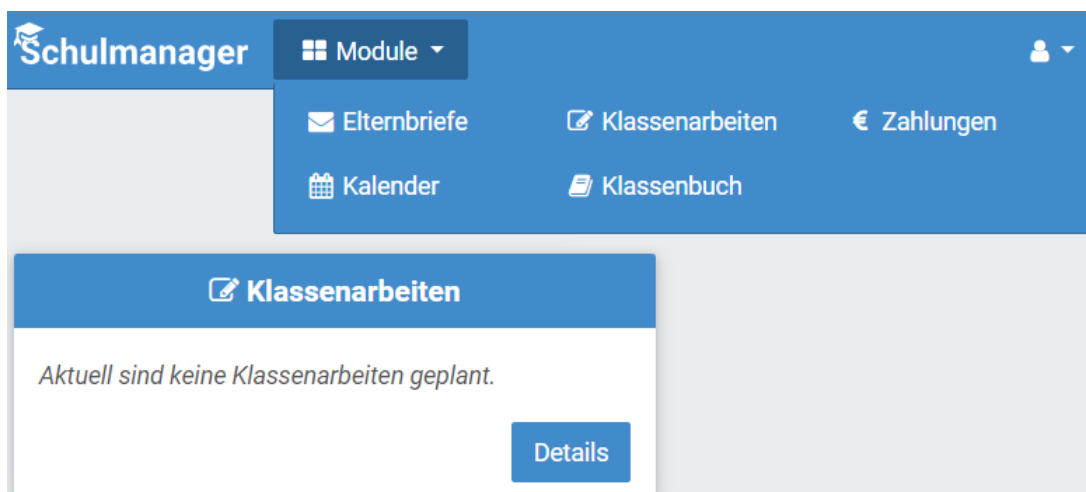 Schulmanager Module
Elternbriefe Klassenarbeiten € Zahlungen
Kalender Klassenbuch
Klassenarbeiten
Aktuell sind keine Klassenarbeiten geplant.
Details